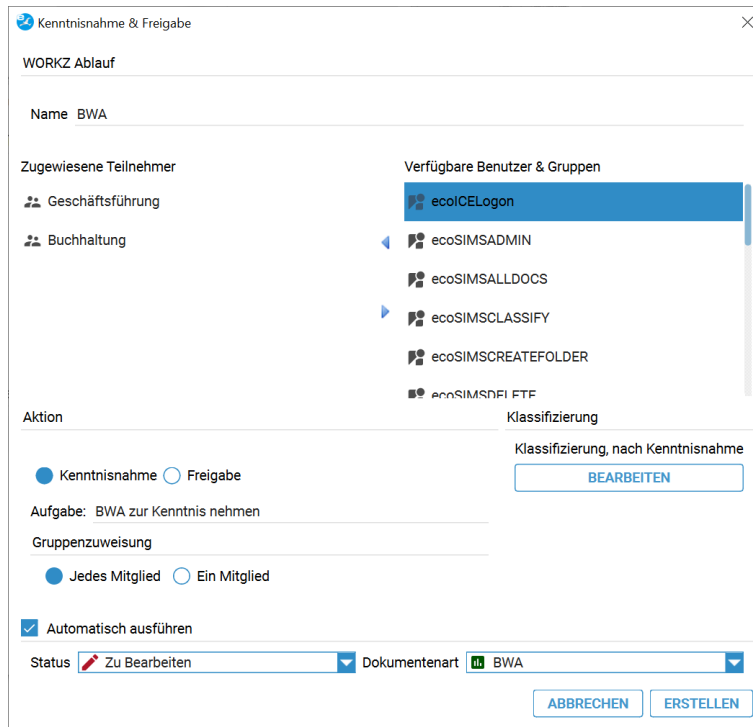 Kenntnisnahme & Freigabe
WORKZ Ablauf
Name BWA
Zugewiesene Teilnehmer
Geschäftsführung
Buchhaltung
Verfügbare Benutzer & Gruppen
ecoICELogon
ecoSIMSADMIN
ecoSIMSALLDOCS
ecoSIMSCLASSIFY
ecoSIMSCREATEFOLDER
ecoSIMSDELETE
Aktion
Kenntnisnahme Freigabe
Aufgabe: BWA zur Kenntnis nehmen
Gruppenzuweisung
Jedes Mitglied Ein Mitglied
Klassifizierung
Klassifizierung, nach Kenntnisnahme
BEARBEITEN
Automatisch ausführen
Status Zu Bearbeiten Dokumentenart BWA
ABBRECHEN ERSTELLEN